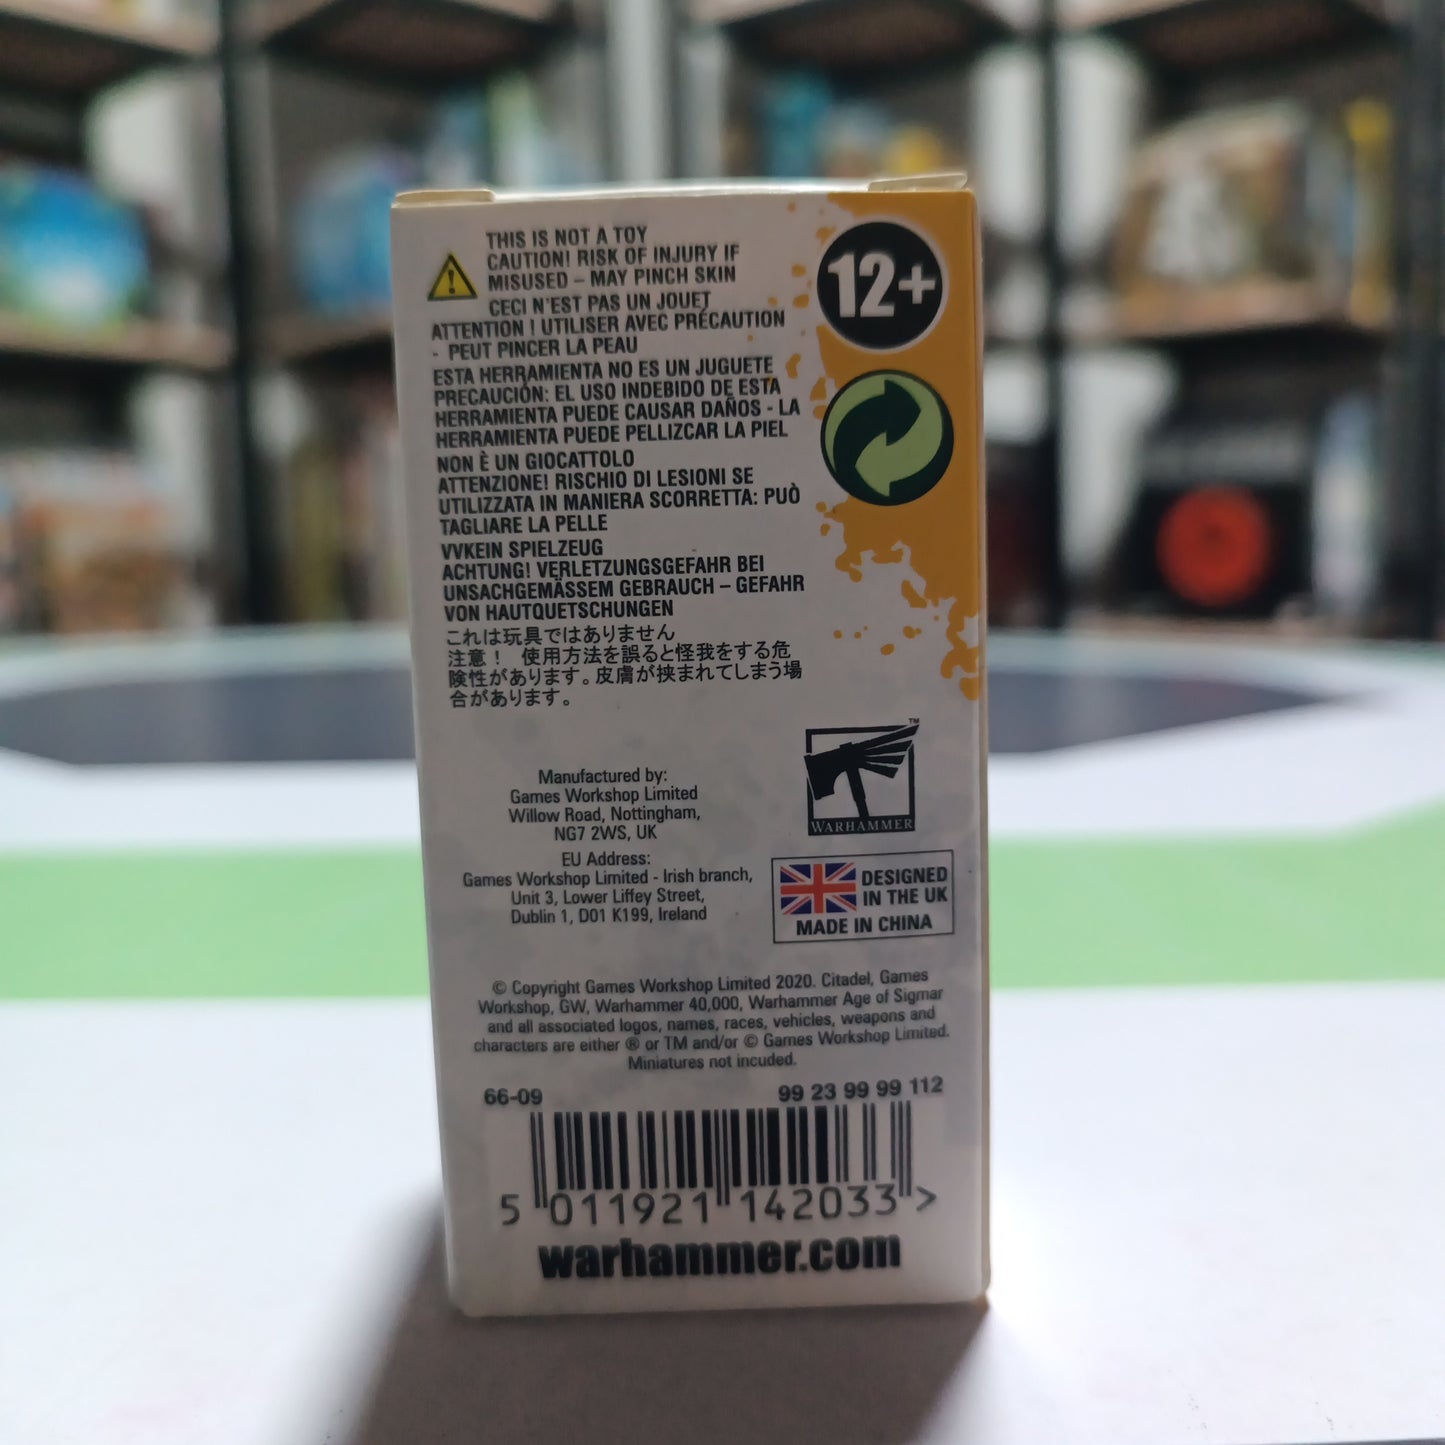 THIS IS NOT A TOY
CAUTION! RISK OF INJURY IF
MISUSED – MAY PINCH SKIN
CECI N'EST PAS UN JOUET
ATTENTION ! UTILISER AVEC PRÉCAUTION
- PEUT PINCER LA PEAU
ESTA HERRAMIENTA NO ES UN JUGUETE
PRECAUCIÓN: EL USO INDEBIDO DE ESTA
HERRAMIENTA PUEDE CAUSAR DAÑOS - LA
HERRAMIENTA PUEDE PELLIZCAR LA PIEL
NON È UN GIOCATTOLO
ATTENZIONE! RISCHIO DI LESIONI SE
UTILIZZATA IN MANIERA SCORRETTA: PUÒ
TAGLIARE LA PELLE
VVKEIN SPIELZEUG
ACHTUNG! VERLETZUNGSGEFAHR BEI
UNSACHGEMÄSSEM GEBRAUCH – GEFAHR
VON HAUTQUETSCHUNGEN
これは玩具ではありません
注意！ 使用方法を誤ると怪我をする危
険性があります。皮膚が挟まれてしまう場
合があります。
12+
TM
WARHAMMER
Manufactured by:
Games Workshop Limited
Willow Road, Nottingham,
NG7 2WS, UK
EU Address:
Games Workshop Limited - Irish branch,
Unit 3, Lower Liffey Street,
Dublin 1, D01 K199, Ireland
DESIGNED
IN THE UK
MADE IN CHINA
© Copyright Games Workshop Limited 2020. Citadel, Games
Workshop, GW, Warhammer 40,000, Warhammer Age of Sigmar
and all associated logos, names, races, vehicles, weapons and
characters are either ® or TM and/or © Games Workshop Limited.
Miniatures not incuded.
66-09
99 23 99 99 112
5 011921 142033 >
warhammer.com